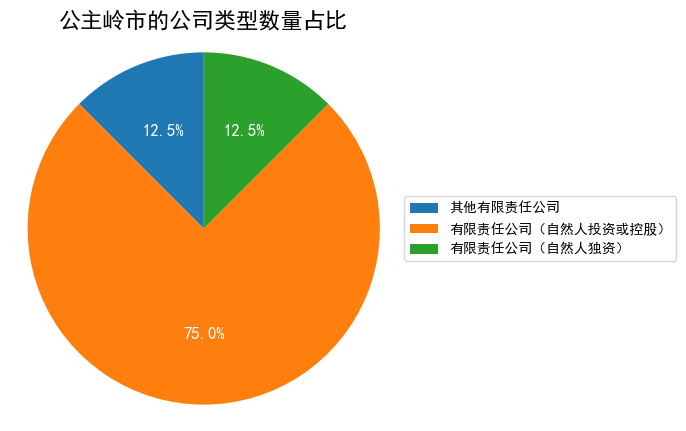 公主岭市的公司类型数量占比
12.5%
12.5%
75.0%
其他有限责任公司
有限责任公司（自然人投资或控股）
有限责任公司（自然人独资）